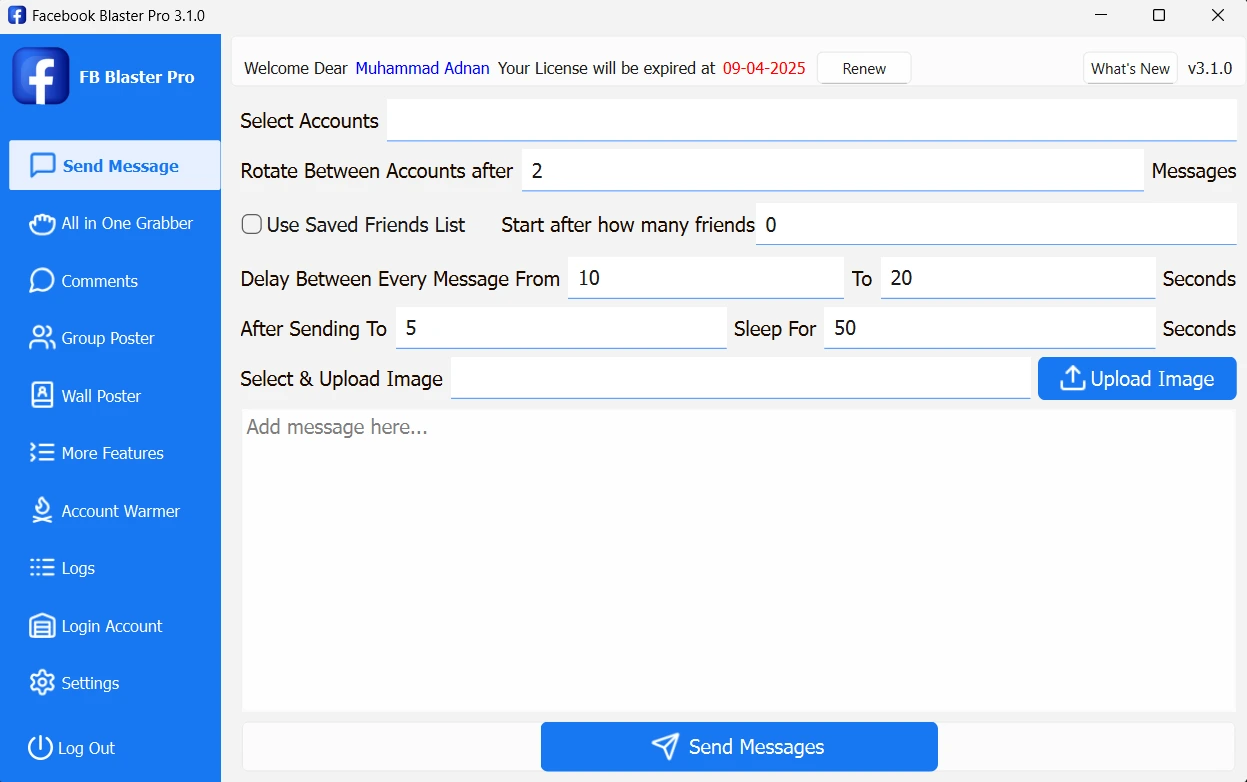 Facebook Blaster Pro 3.1.0
FB Blaster Pro
Welcome Dear Muhammad Adnan Your License will be expired at 09-04-2025 Renew What's New v3.1.0
Send Message
All in One Grabber
Comments
Group Poster
Wall Poster
More Features
Account Warmer
Logs
Login Account
Settings
Log Out
Select Accounts
Rotate Between Accounts after 2 Messages
Use Saved Friends List Start after how many friends 0
Delay Between Every Message From 10 To 20 Seconds
After Sending To 5 Sleep For 50 Seconds
Select & Upload Image Upload Image
Add message here...
Send Messages